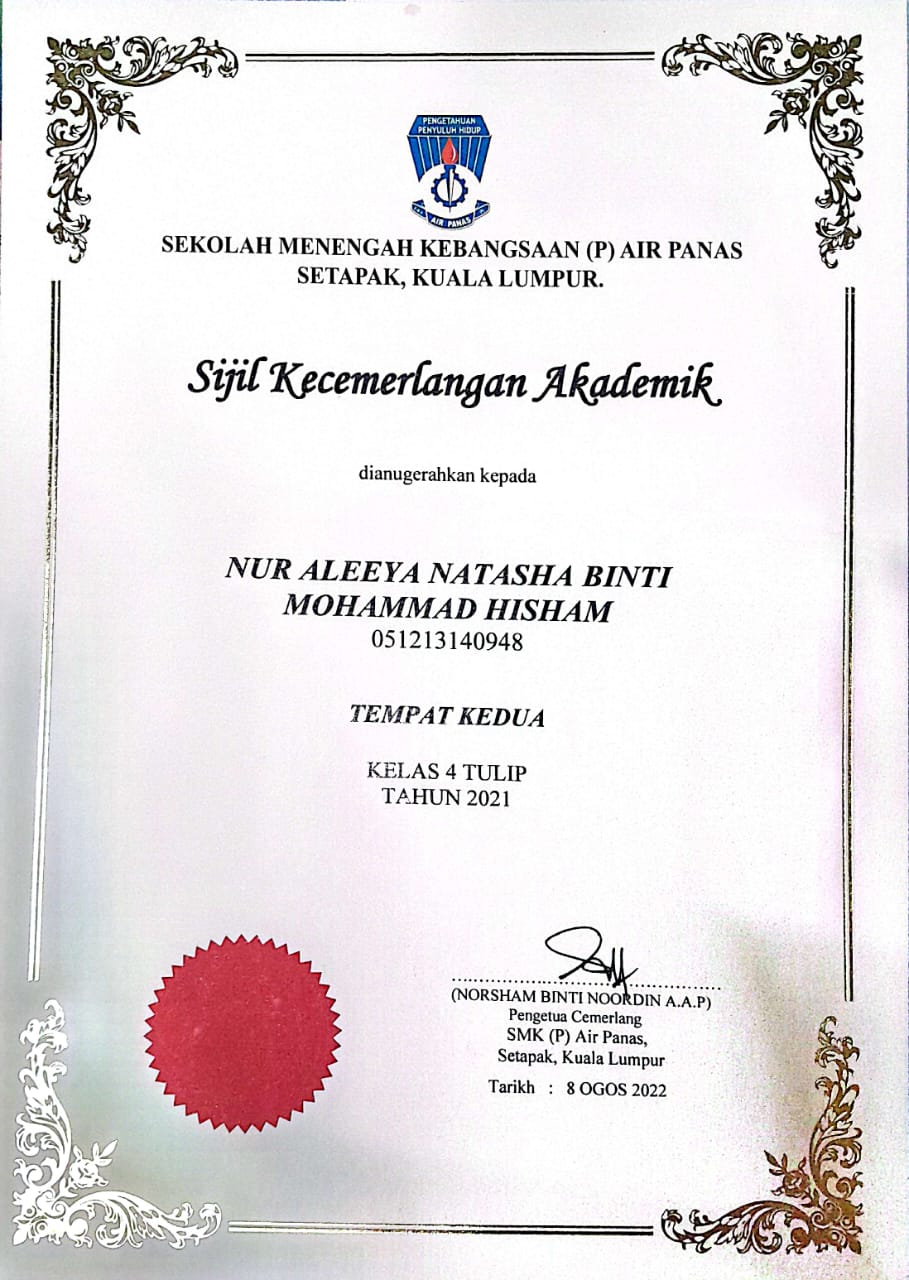 PENGETAHUAN
PENYULUH HIDUP
AIR PANAS
SEKOLAH MENENGAH KEBANGSAAN (P) AIR PANAS
SETAPAK, KUALA LUMPUR.
Sijil Kecemerlangan Akademik
dianugerahkan kepada
NUR ALEEYA NATASHA BINTI
MOHAMMAD HISHAM
051213140948
TEMPAT KEDUA
KELAS 4 TULIP
TAHUN 2021
(NORSHAM BINTI NOORDIN A.A.P)
Pengetua Cemerlang
SMK (P) Air Panas,
Setapak, Kuala Lumpur
Tarikh : 8 OGOS 2022